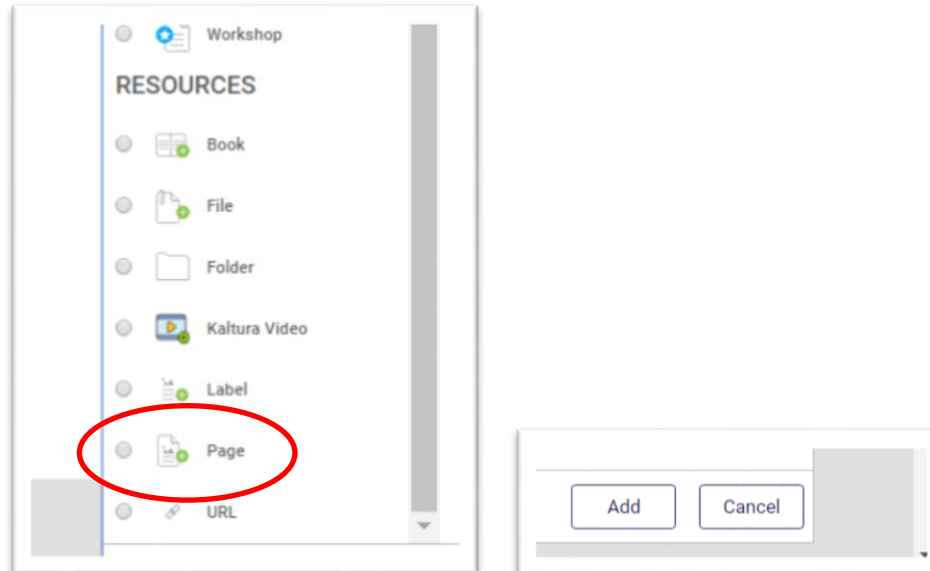 Workshop
RESOURCES
Book
File
Folder
Kaltura Video
Label
Page
URL
Add
Cancel